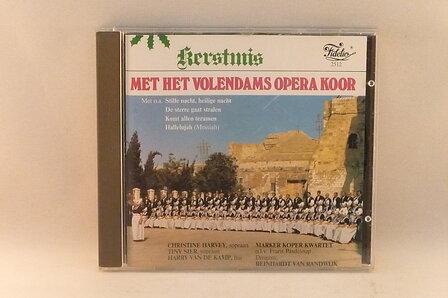 Kerstmis
Fidelio
2512
MET HET VOLENDAMS OPERA KOOR
Met o.a. Stille nacht, heilige nacht
De sterre gaat stralen
Komt allen tezamen
Hallelujah (Messiah)
CHRISTINE HARVEY, sopraan
TINY SIER, sopraan
HARRY VAN DE KAMP, bas
MARKER KOPER KWARTET
o.l.v. Frans
Dirigent:
REINHARDT VAN RANDWIJK